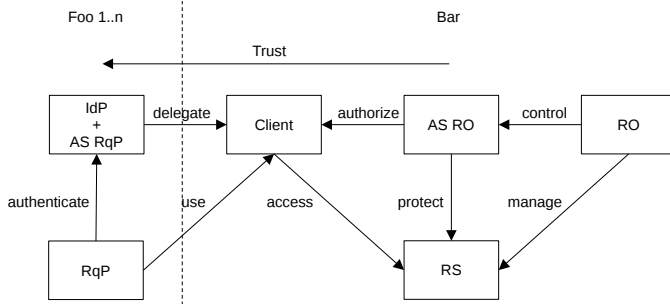 Foo 1..n
Bar
Trust
IdP
+
AS RqP
delegate
Client
authorize
AS RO
control
RO
authenticate
use
access
protect
manage
RqP
RS